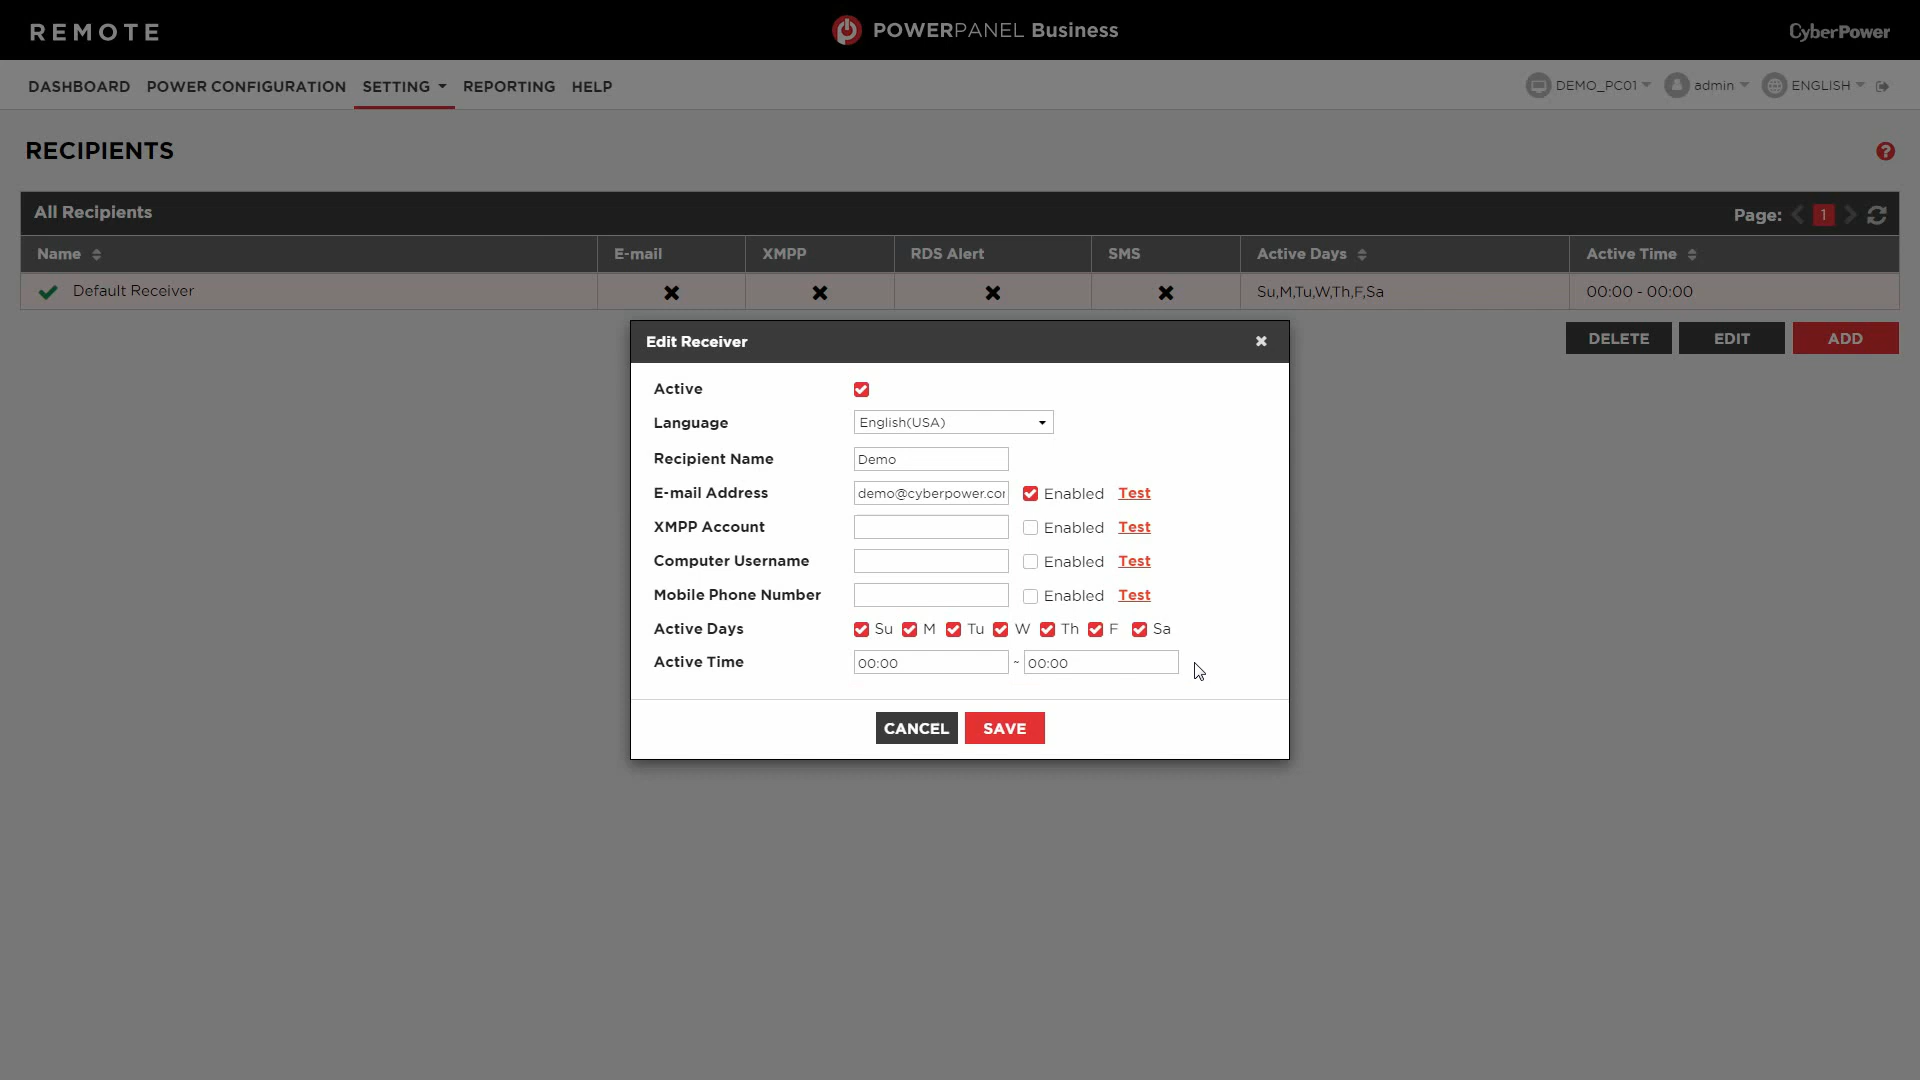 REMOTE
POWERPANEL Business
CyberPower
DASHBOARD POWER CONFIGURATION SETTING REPORTING HELP
DEMO_PC01 admin ENGLISH
RECIPIENTS
?
All Recipients
Page: 1
Name E-mail XMPP RDS Alert SMS Active Days Active Time
Default Receiver Su,M,Tu,W,Th,F,Sa 00:00 - 00:00
DELETE EDIT ADD
Edit Receiver
Active
Language English(USA)
Recipient Name Demo
E-mail Address demo@cyberpower.cor Enabled Test
XMPP Account Enabled Test
Computer Username Enabled Test
Mobile Phone Number Enabled Test
Active Days Su M Tu W Th F Sa
Active Time 00:00 ~ 00:00
CANCEL SAVE